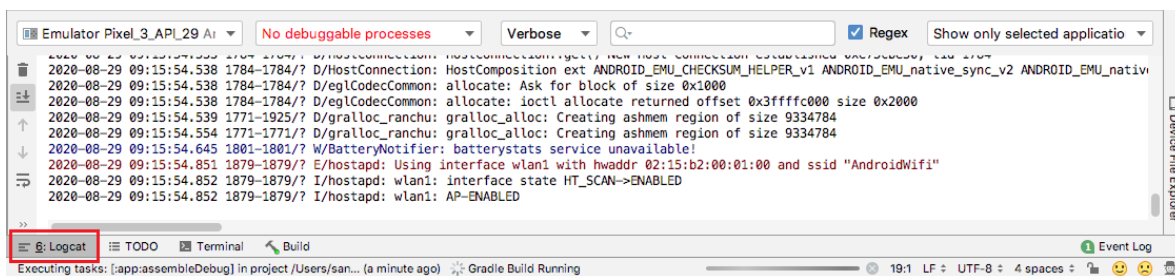 Emulator Pixel_3_API_29 Ar No debuggable processes Verbose Regex Show only selected applicatio
2020-08-29 09:15:54.538 1784-1784/? D/HostConnection: HostComposition ext ANDROID_EMU_CHECKSUM_HELPER_v1 ANDROID_EMU_native_sync_v2 ANDROID_EMU_native
2020-08-29 09:15:54.538 1784-1784/? D/eglCodecCommon: allocate: Ask for block of size 0x1000
2020-08-29 09:15:54.538 1784-1784/? D/eglCodecCommon: allocate: ioctl allocate returned offset 0x3ffffc000 size 0x2000
2020-08-29 09:15:54.539 1771-1925/? D/gralloc_ranchu: gralloc_alloc: Creating ashmem region of size 9334784
2020-08-29 09:15:54.554 1771-1771/? D/gralloc_ranchu: gralloc_alloc: Creating ashmem region of size 9334784
2020-08-29 09:15:54.645 1801-1801/? W/BatteryNotifier: batterystats service unavailable!
2020-08-29 09:15:54.851 1879-1879/? E/hostapd: Using interface wlan1 with hwaddr 02:15:b2:00:01:00 and ssid "AndroidWifi"
2020-08-29 09:15:54.852 1879-1879/? I/hostapd: wlan1: interface state HT_SCAN->ENABLED
2020-08-29 09:15:54.852 1879-1879/? I/hostapd: wlan1: AP-ENABLED
Device File Explorer
6: Logcat TODO Terminal Build 1 Event Log
Executing tasks: [:app:assembleDebug] in project /Users/san... (a minute ago) Gradle Build Running 19:1 LF UTF-8 4 spaces